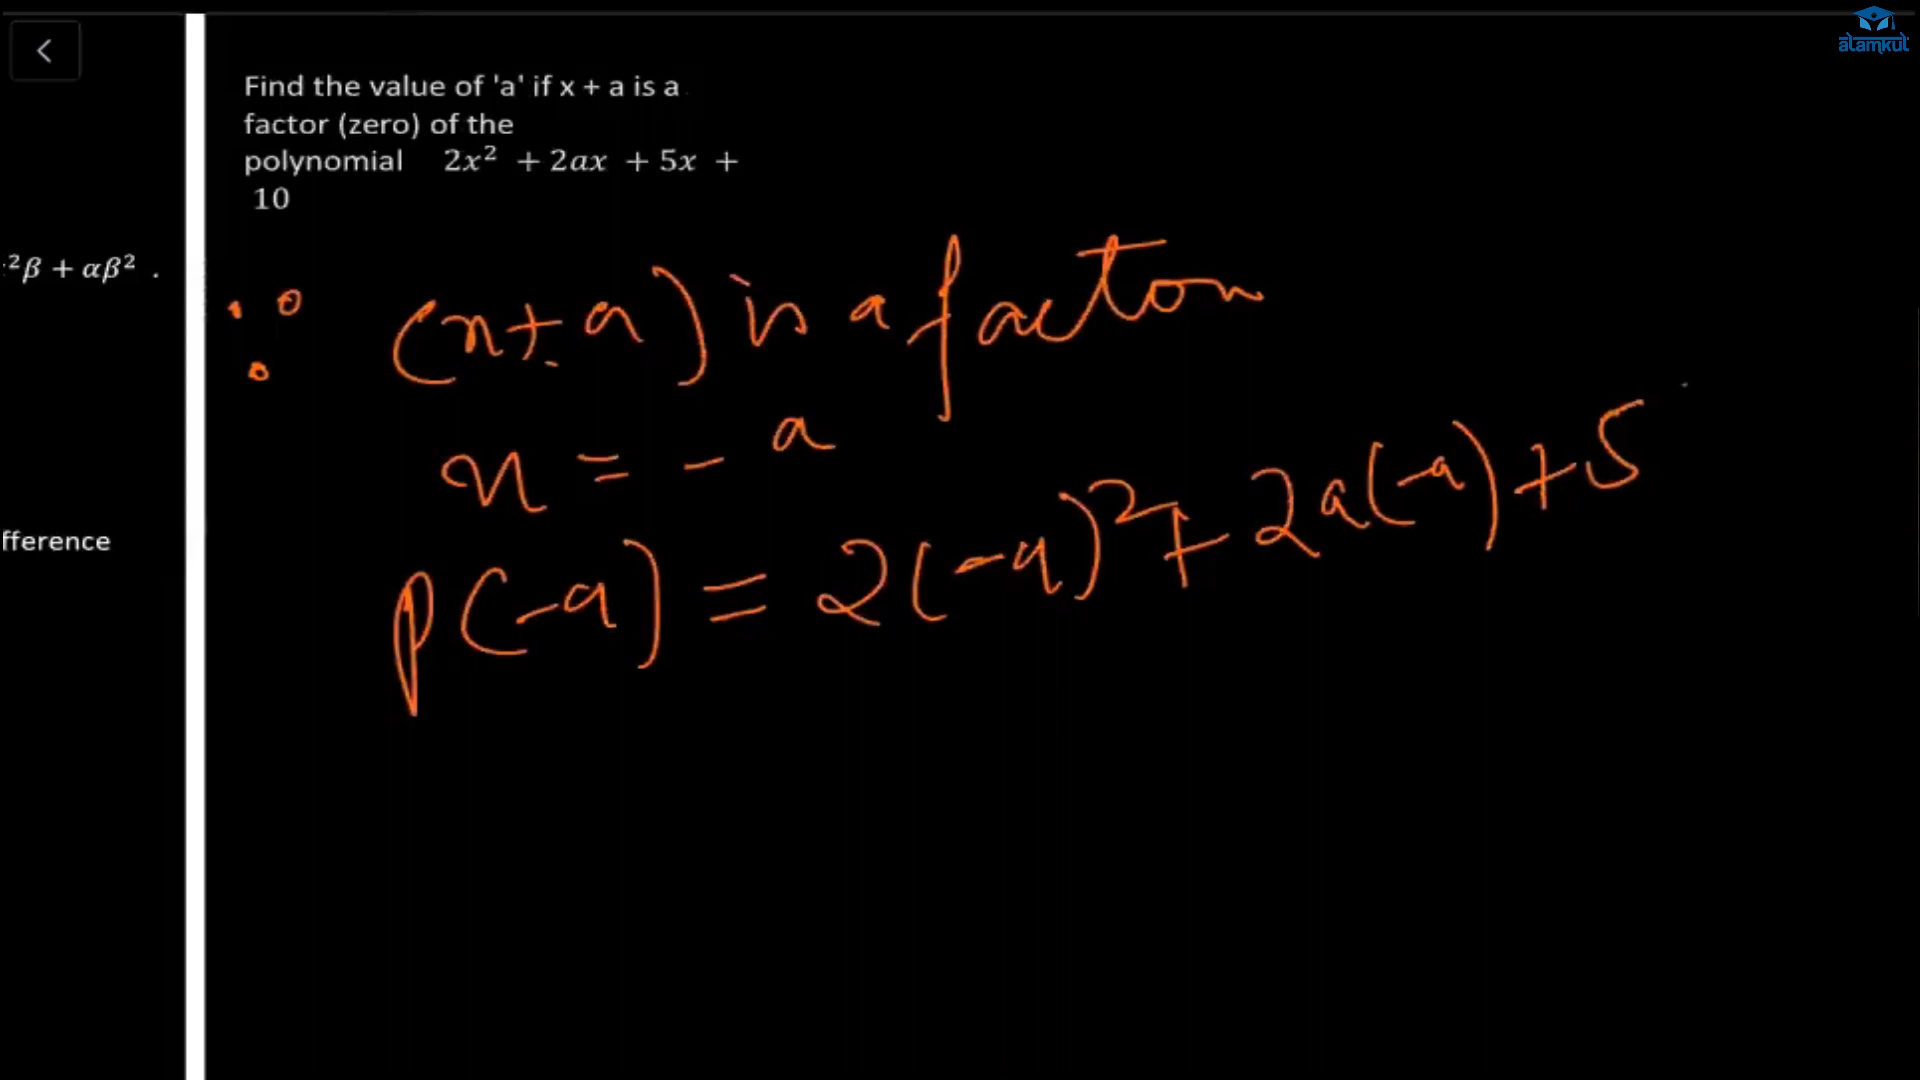 alamkul
Find the value of 'a' if x + a is a
factor (zero) of the
polynomial 2x² + 2ax + 5x +
10
²β + αβ² .
∵ (x+a) is a factor
x = -a
fference
p(-a) = 2(-a)² + 2a(-a) + 5